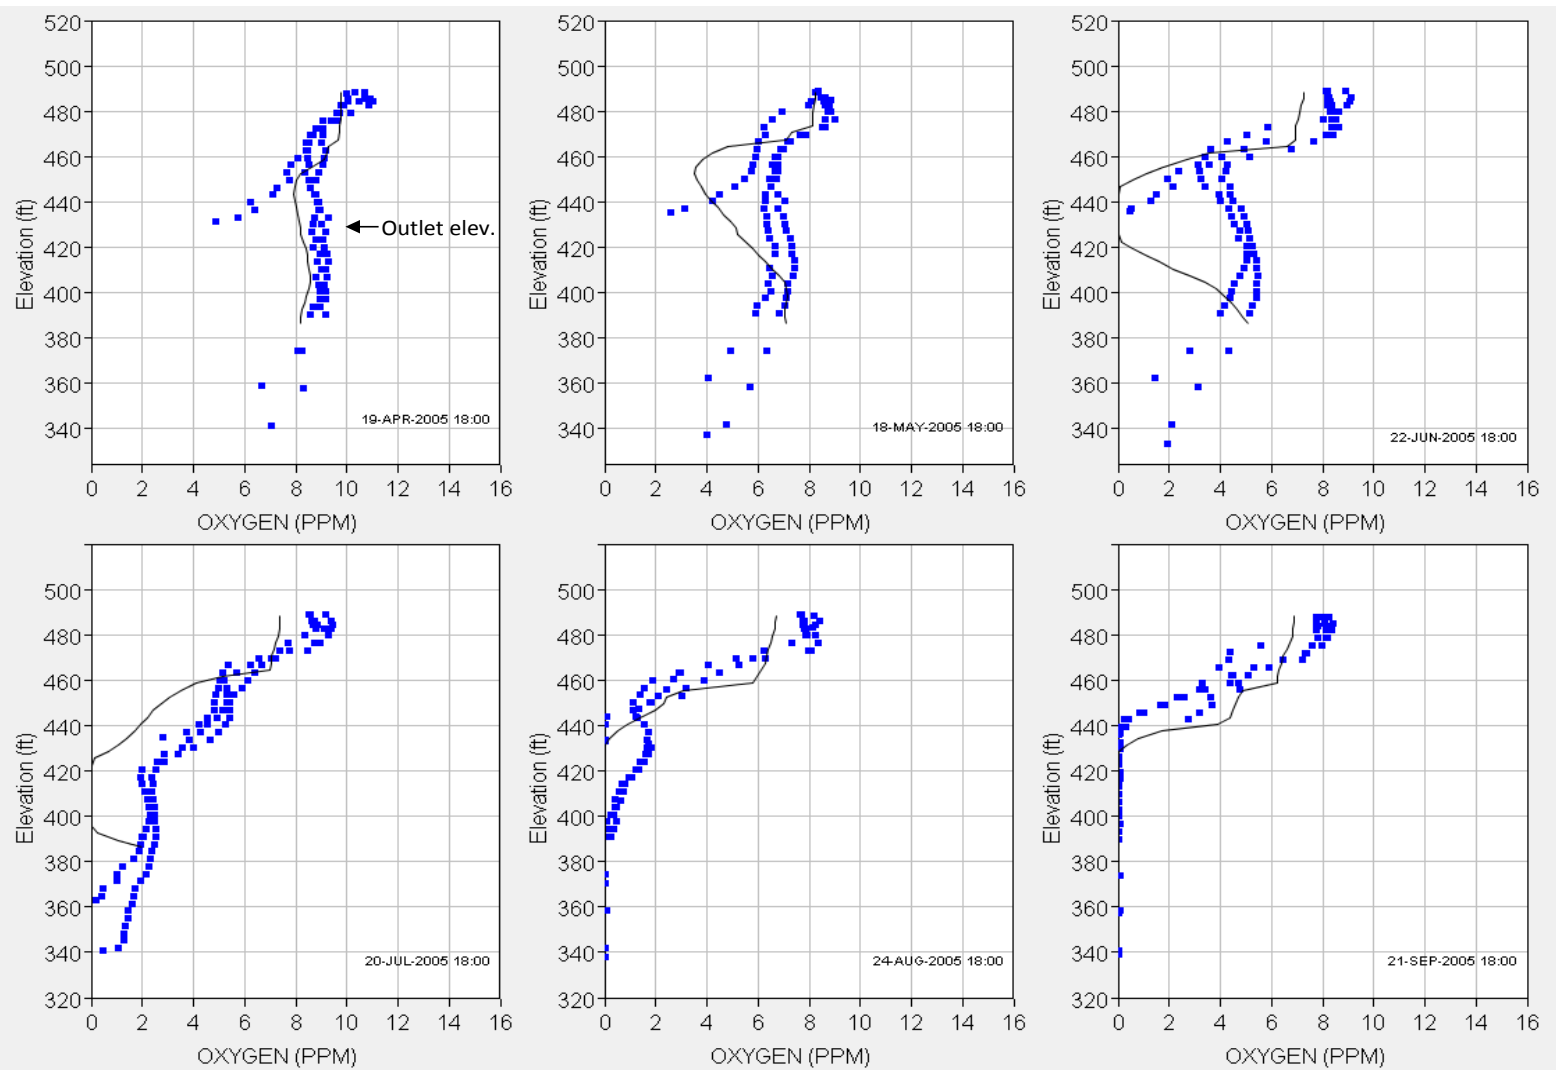 520
500
480
460
440
420
400
380
360
340
Elevation (ft)
Outlet elev.
19-APR-2005 18:00
0 2 4 6 8 10 12 14 16
OXYGEN (PPM)
520
500
480
460
440
420
400
380
360
340
Elevation (ft)
18-MAY-2005 18:00
0 2 4 6 8 10 12 14 16
OXYGEN (PPM)
520
500
480
460
440
420
400
380
360
340
Elevation (ft)
22-JUN-2005 18:00
0 2 4 6 8 10 12 14 16
OXYGEN (PPM)
500
480
460
440
420
400
380
360
340
320
Elevation (ft)
20-JUL-2005 18:00
0 2 4 6 8 10 12 14 16
OXYGEN (PPM)
500
480
460
440
420
400
380
360
340
320
Elevation (ft)
24-AUG-2005 18:00
0 2 4 6 8 10 12 14 16
OXYGEN (PPM)
500
480
460
440
420
400
380
360
340
320
Elevation (ft)
21-SEP-2005 18:00
0 2 4 6 8 10 12 14 16
OXYGEN (PPM)